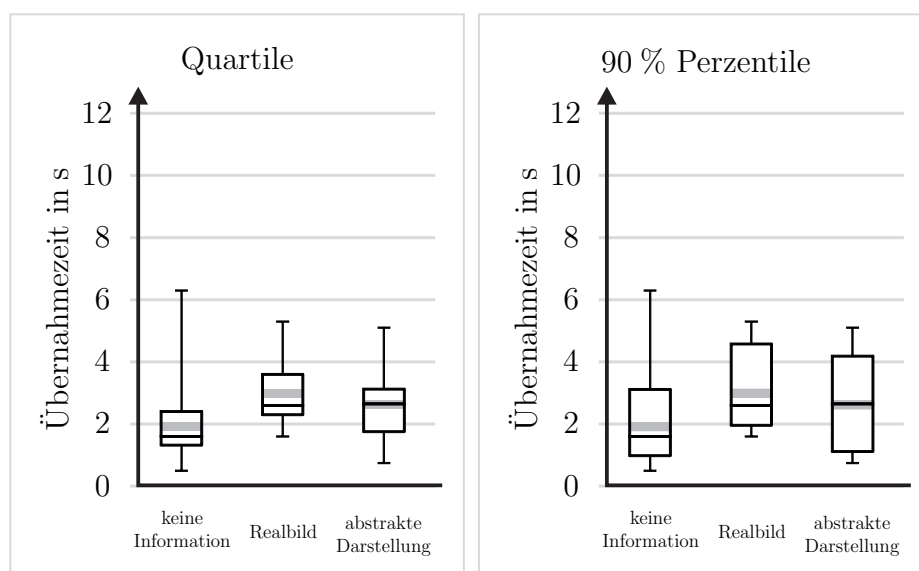 Quartile
Übernahmezeit in s
12
10
8
6
4
2
0
keine
Information
Realbild
abstrakte
Darstellung
90 % Perzentile
Übernahmezeit in s
12
10
8
6
4
2
0
keine
Information
Realbild
abstrakte
Darstellung